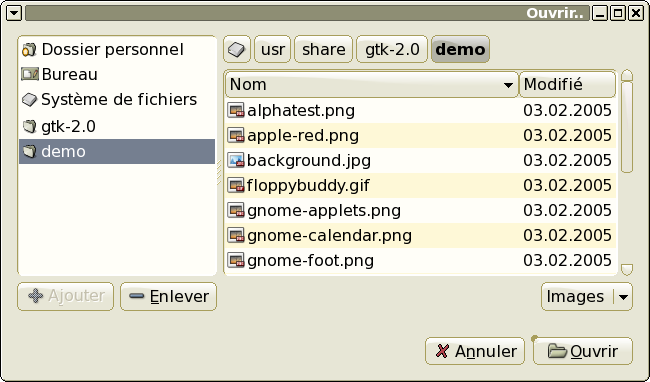 Ouvrir..
Dossier personnel
Bureau
Système de fichiers
gtk-2.0
demo
usr share gtk-2.0 demo
Nom Modifié
alphatest.png 03.02.2005
apple-red.png 03.02.2005
background.jpg 03.02.2005
floppybuddy.gif 03.02.2005
gnome-applets.png 03.02.2005
gnome-calendar.png 03.02.2005
gnome-foot.png 03.02.2005
Ajouter Enlever Images
Annuler Ouvrir